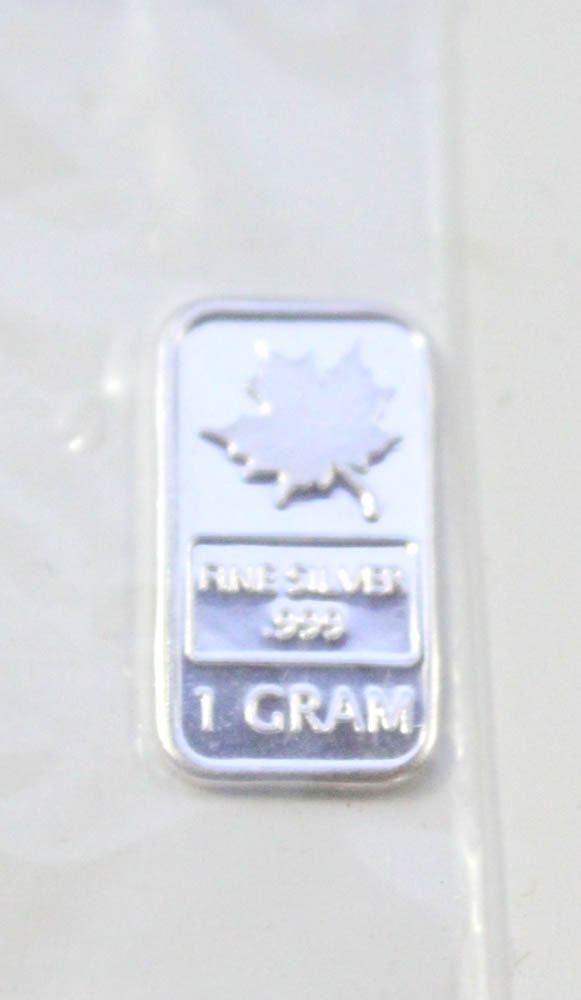 FINE SILVER
.999
1 GRAM